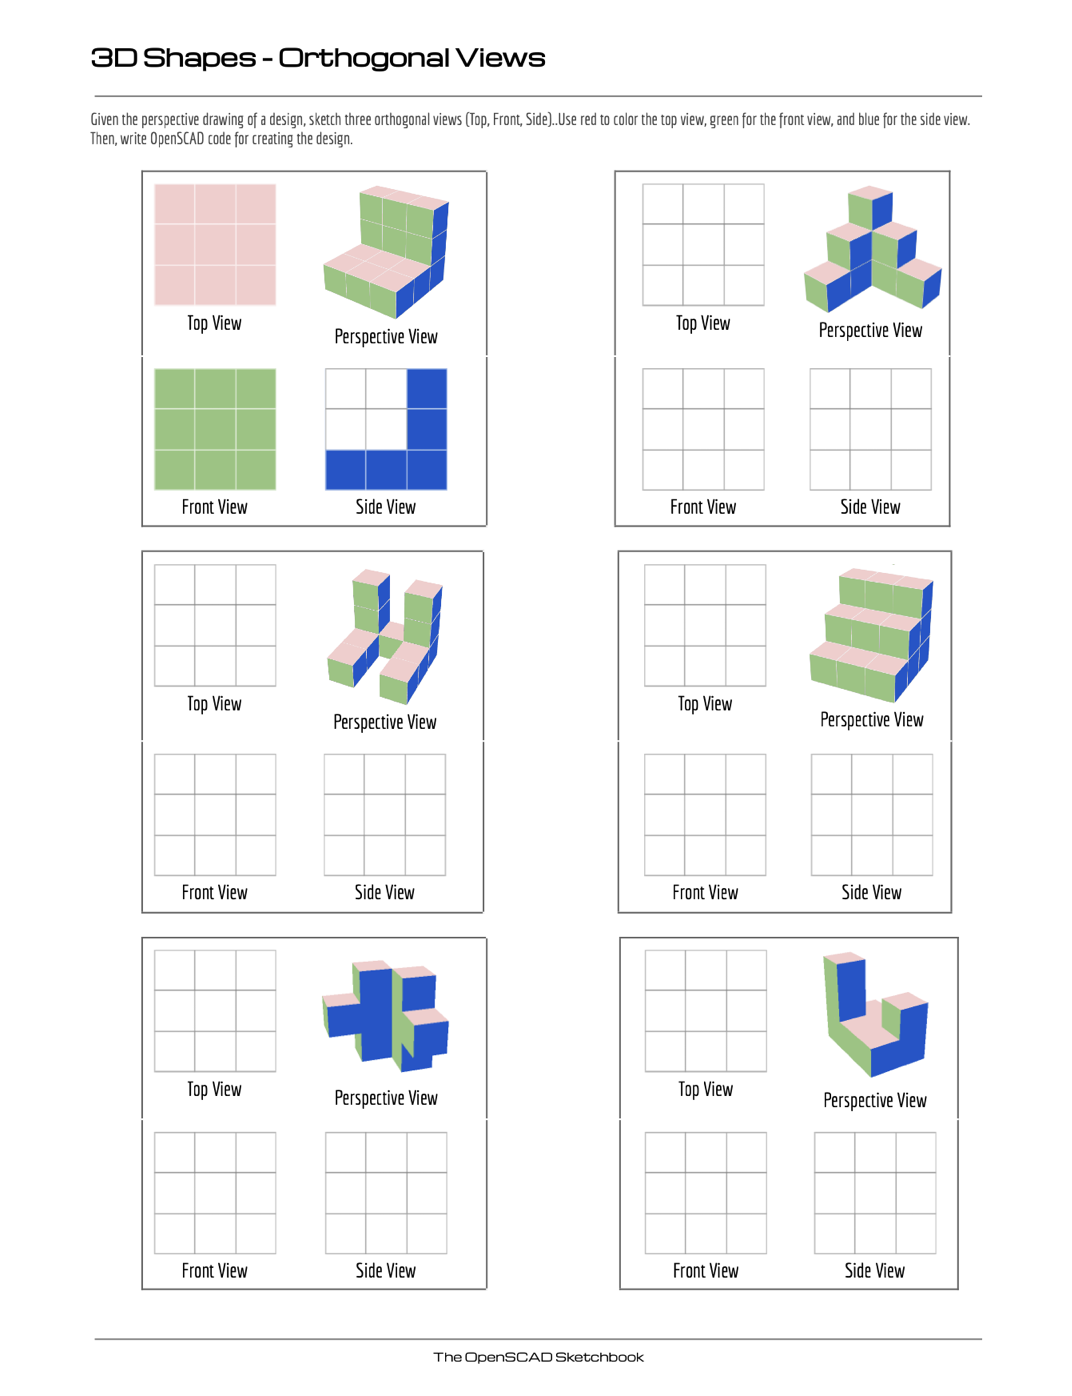 3D Shapes - Orthogonal Views
Given the perspective drawing of a design, sketch three orthogonal views (Top, Front, Side)..Use red to color the top view, green for the front view, and blue for the side view.
Then, write OpenSCAD code for creating the design.
Top View
Perspective View
Front View
Side View
Top View
Perspective View
Front View
Side View
Top View
Perspective View
Front View
Side View
Top View
Perspective View
Front View
Side View
Top View
Perspective View
Front View
Side View
Top View
Perspective View
Front View
Side View
The OpenSCAD Sketchbook